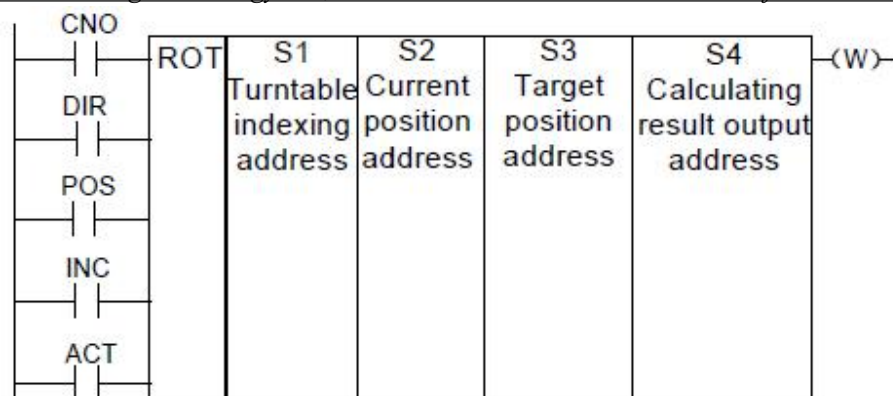 CNO
ROT S1 S2 S3 S4 (W)
Turntable Current Target Calculating
DIR
indexing position position result output
address address address address
POS
INC
ACT